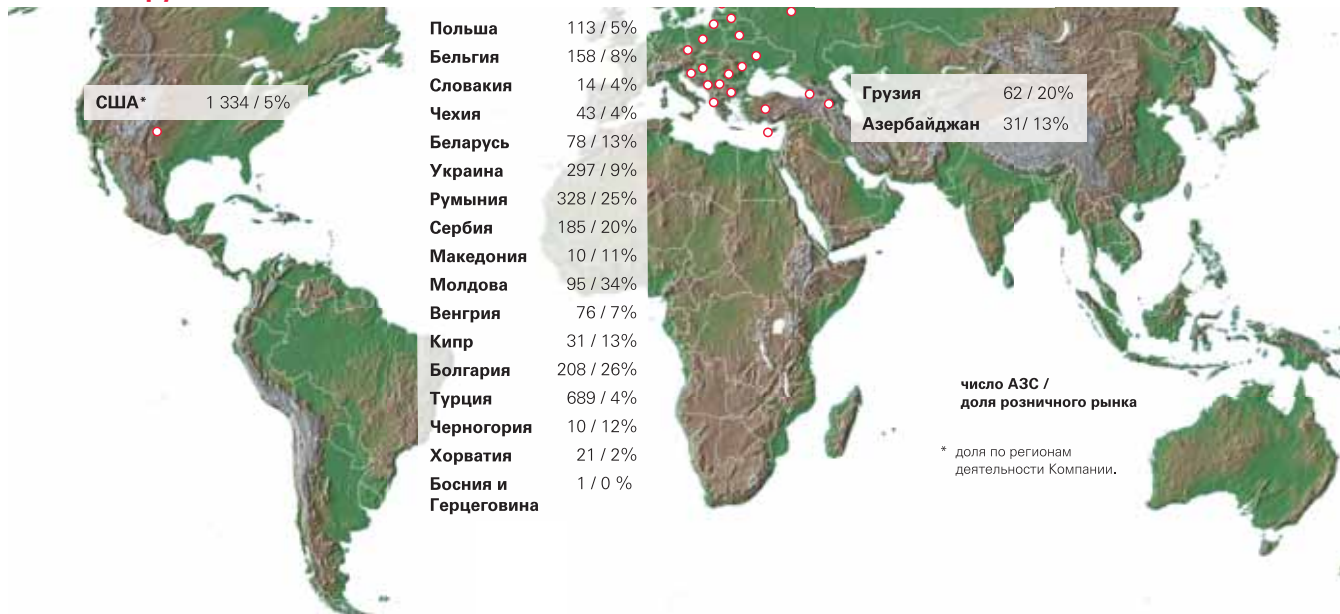 США* 1 334 / 5%
Польша 113 / 5%
Бельгия 158 / 8%
Словакия 14 / 4%
Чехия 43 / 4%
Беларусь 78 / 13%
Украина 297 / 9%
Румыния 328 / 25%
Сербия 185 / 20%
Македония 10 / 11%
Молдова 95 / 34%
Венгрия 76 / 7%
Кипр 31 / 13%
Болгария 208 / 26%
Турция 689 / 4%
Черногория 10 / 12%
Хорватия 21 / 2%
Босния и 1 / 0 %
Герцеговина
Грузия 62 / 20%
Азербайджан 31/ 13%
число АЗС /
доля розничного рынка
* доля по регионам
деятельности Компании.